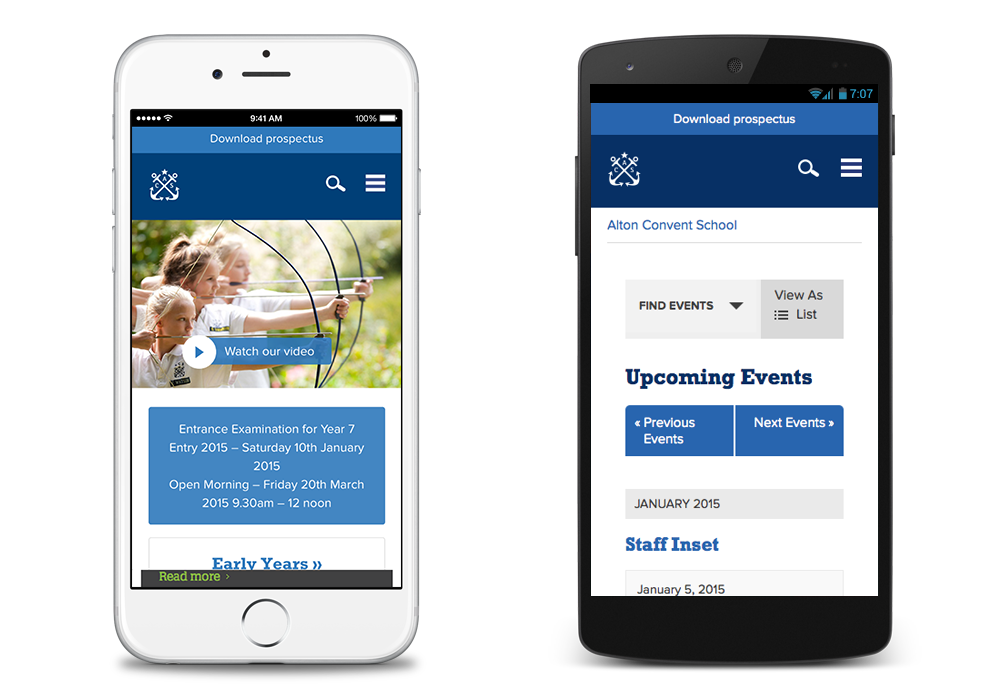 9:41 AM
100%
Download prospectus
C A S
Watch our video
Entrance Examination for Year 7
Entry 2015 – Saturday 10th January
2015
Open Morning – Friday 20th March
2015 9.30am – 12 noon
Early Years »
Read more ›
7:07
Download prospectus
C A S
Alton Convent School
FIND EVENTS
View As
List
Upcoming Events
« Previous
Events
Next Events »
JANUARY 2015
Staff Inset
January 5, 2015